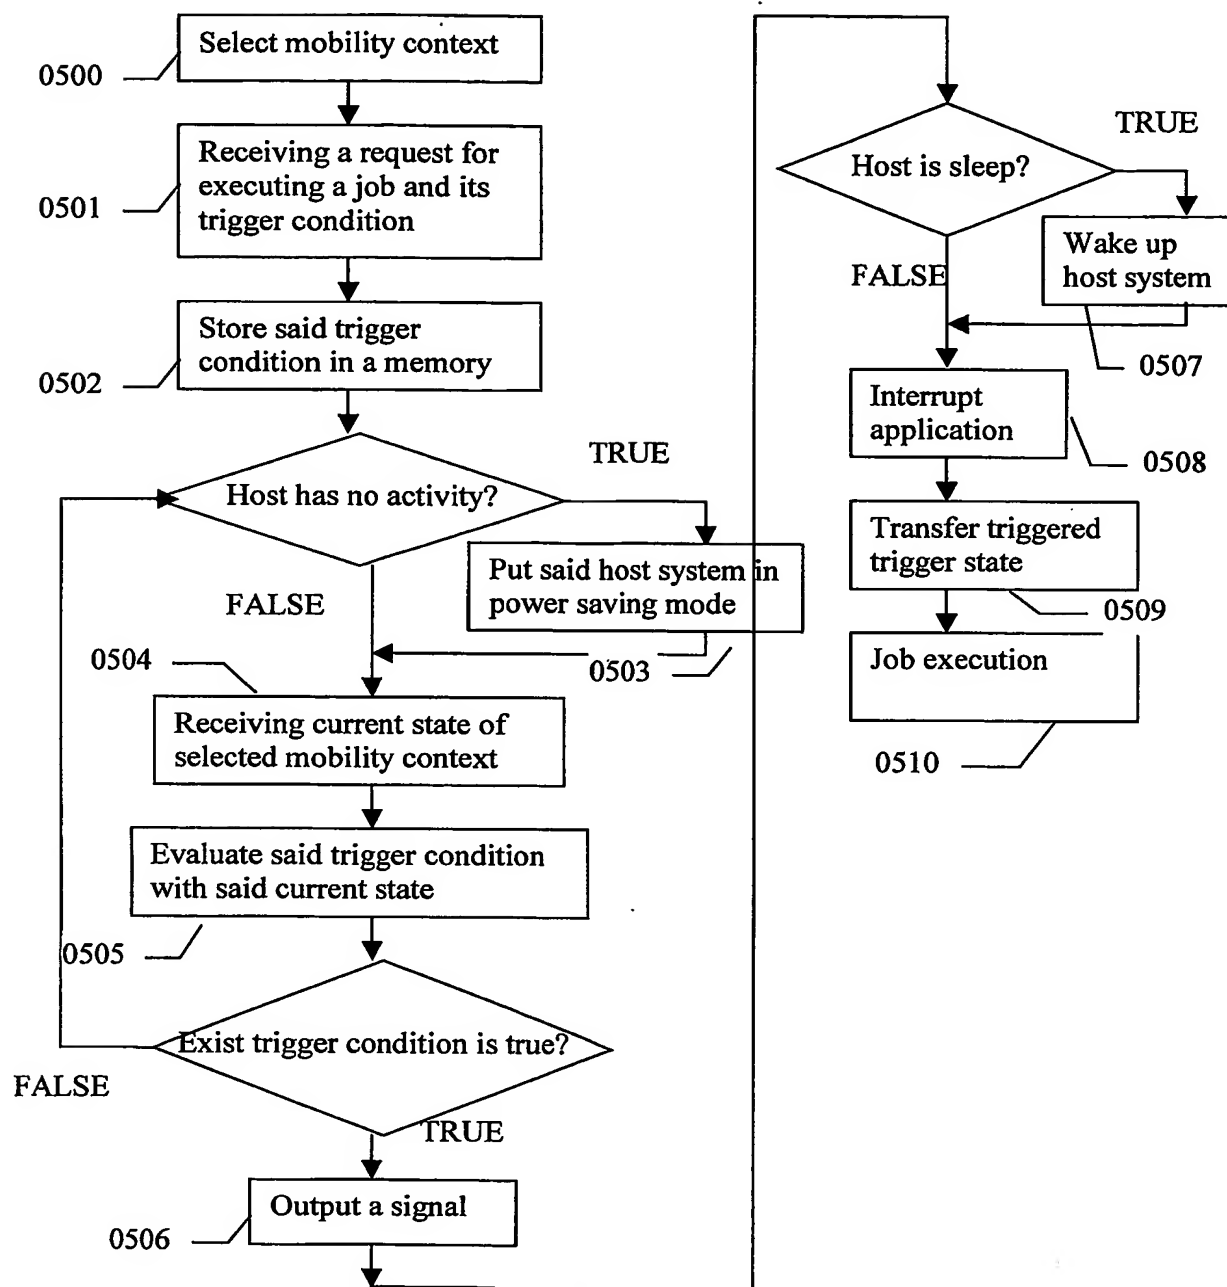 Select mobility context
0500
Receiving a request for
executing a job and its
trigger condition
0501
Store said trigger
condition in a memory
0502
Host has no activity?
TRUE
FALSE
Put said host system in
power saving mode
0503
0504
Receiving current state of
selected mobility context
Evaluate said trigger condition
with said current state
0505
Exist trigger condition is true?
FALSE
TRUE
Output a signal
0506
Host is sleep?
TRUE
FALSE
Wake up
host system
0507
Interrupt
application
0508
Transfer triggered
trigger state
0509
Job execution
0510